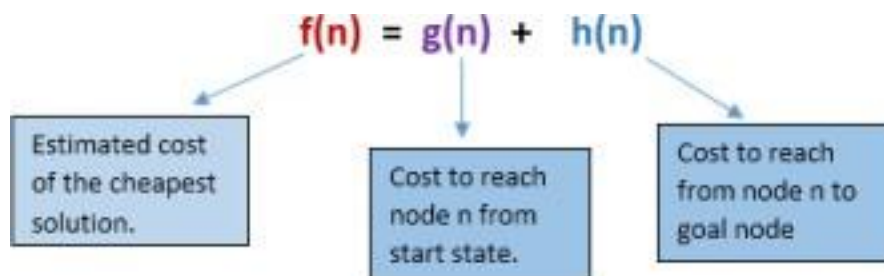 f(n) = g(n) + h(n)
Estimated cost
of the cheapest
solution.
Cost to reach
node n from
start state.
Cost to reach
from node n to
goal node